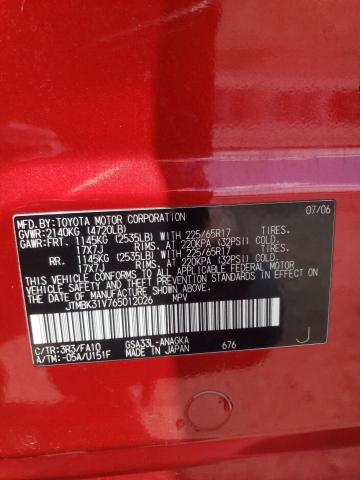 MFD.BY:TOYOTA MOTOR CORPORATION 07/06
GVWR:2140KG (4720LB)
GAWR:FRT. 1145KG (2535LB) WITH 225/65R17 TIRES.
17X7J RIMS. AT 220KPA (32PSI) COLD.
RR. 1145KG (2535LB) WITH 225/65R17 TIRES.
17X7J RIMS. AT 220KPA (32PSI) COLD.
THIS VEHICLE CONFORMS TO ALL APPLICABLE FEDERAL
MOTOR VEHICLE SAFETY STANDARDS IN EFFECT ON THE DATE OF
MANUFACTURE SHOWN ABOVE.
JTMBK31V765012026 MPV
C/TR:3R3/FA10 GSA33L-ANAGKA 676
A/TM:-05A/U151F MADE IN JAPAN
J